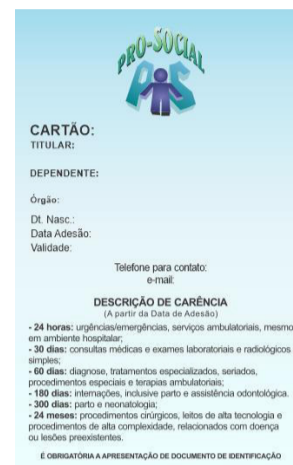 PRO-SOCIAL
PS
CARTÃO:
TITULAR:
DEPENDENTE:
Órgão:
Dt. Nasc.:
Data Adesão:
Validade:
Telefone para contato:
e-mail:
DESCRIÇÃO DE CARÊNCIA
(A partir da Data de Adesão)
- 24 horas: urgências/emergências, serviços ambulatoriais, mesmo
em ambiente hospitalar;
- 30 dias: consultas médicas e exames laboratoriais e radiológicos
simples;
- 60 dias: diagnose, tratamentos especializados, seriados,
procedimentos especiais e terapias ambulatoriais;
- 180 dias: internações, inclusive parto e assistência odontológica.
- 300 dias: parto e neonatologia;
- 24 meses: procedimentos cirúrgicos, leitos de alta tecnologia e
procedimentos de alta complexidade, relacionados com doença
ou lesões preexistentes.
É OBRIGATÓRIA A APRESENTAÇÃO DE DOCUMENTO DE IDENTIFICAÇÃO